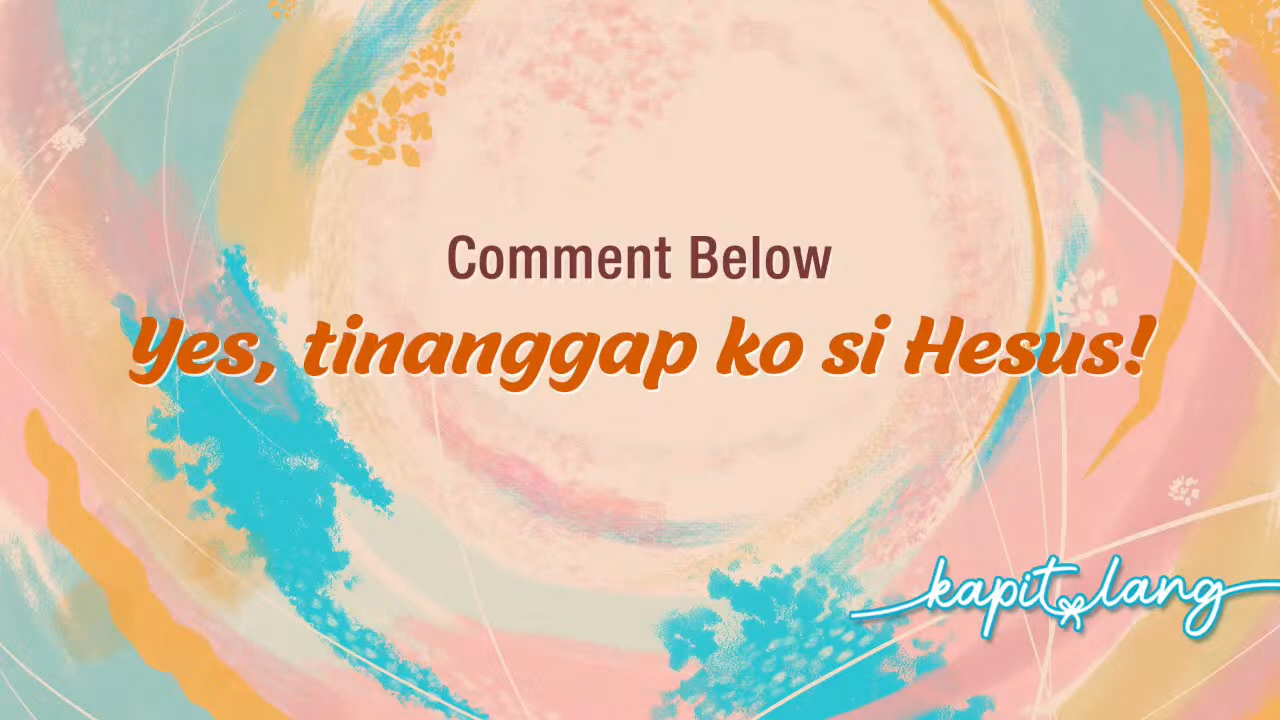 Comment Below
Yes, tinanggap ko si Hesus!
kapit lang